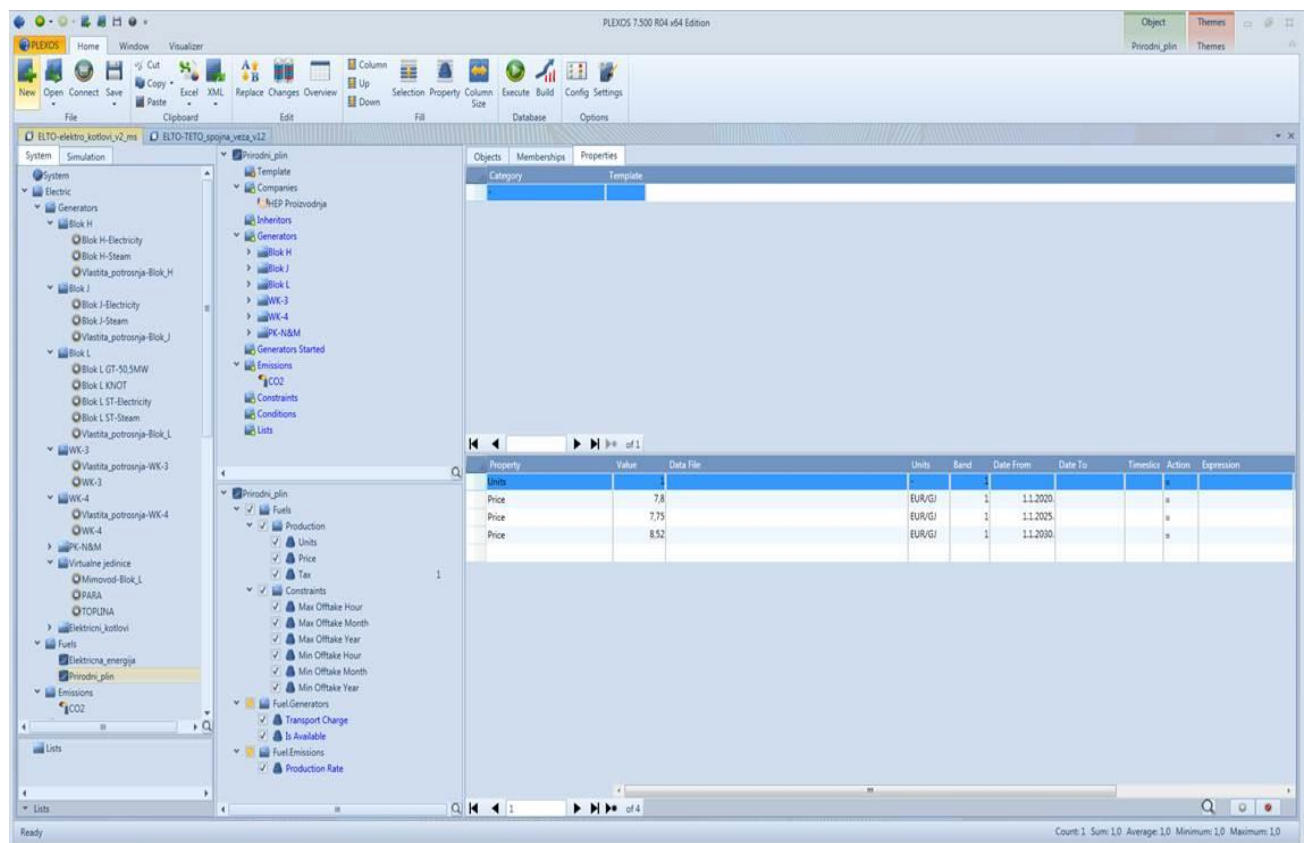 PLEXOS 7.500 R04 x64 Edition
Object
Themes
PLEXOS
Home
Window
Visualizer
Prirodni_plin
Themes
New
Open
Connect
Save
Cut
Copy
Paste
Excel
XML
Replace
Changes
Overview
Column
Up
Down
Selection
Property
Column Size
Execute
Build
Config
Settings
File
Clipboard
Edit
Fill
Database
Options
ELTO-elektro_kotlovi_v2_ms
ELTO-TETO_spojna_veza_v12
System
Simulation
System
Electric
Generators
Blok H
Blok H-Electricity
Blok H-Steam
Vlastita_potrosnja-Blok_H
Blok J
Blok J-Electricity
Blok J-Steam
Vlastita_potrosnja-Blok_J
Blok L
Blok L GT-50,5MW
Blok L KNOT
Blok L ST-Electricity
Blok L ST-Steam
Vlastita_potrosnja-Blok_L
WK-3
Vlastita_potrosnja-WK-3
WK-3
WK-4
Vlastita_potrosnja-WK-4
WK-4
PK-N&M
Virtualne jedinice
Mimovod-Blok_L
PARA
TOPLINA
Elektricni_kotlovi
Fuels
Elektricna_energija
Prirodni_plin
Emissions
CO2
Lists
Lists
Prirodni_plin
Template
Companies
HEP Proizvodnja
Inheritors
Generators
Blok H
Blok J
Blok L
WK-3
WK-4
PK-N&M
Generators Started
Emissions
CO2
Constraints
Conditions
Lists
Prirodni_plin
Fuels
Production
Units
Price
Tax 1
Constraints
Max Offtake Hour
Max Offtake Month
Max Offtake Year
Min Offtake Hour
Min Offtake Month
Min Offtake Year
Fuel.Generators
Transport Charge
Is Available
Fuel.Emissions
Production Rate
Objects
Memberships
Properties
Category Template
-
of 1
Property Value Data File Units Band Date From Date To Timeslice Action Expression
Units 1 - 1 =
Price 7,8 EUR/GJ 1 1.1.2020. =
Price 7,75 EUR/GJ 1 1.1.2025. =
Price 8,52 EUR/GJ 1 1.1.2030. =
1 of 4
Ready
Count: 1 Sum: 1,0 Average: 1,0 Minimum: 1,0 Maximum: 1,0